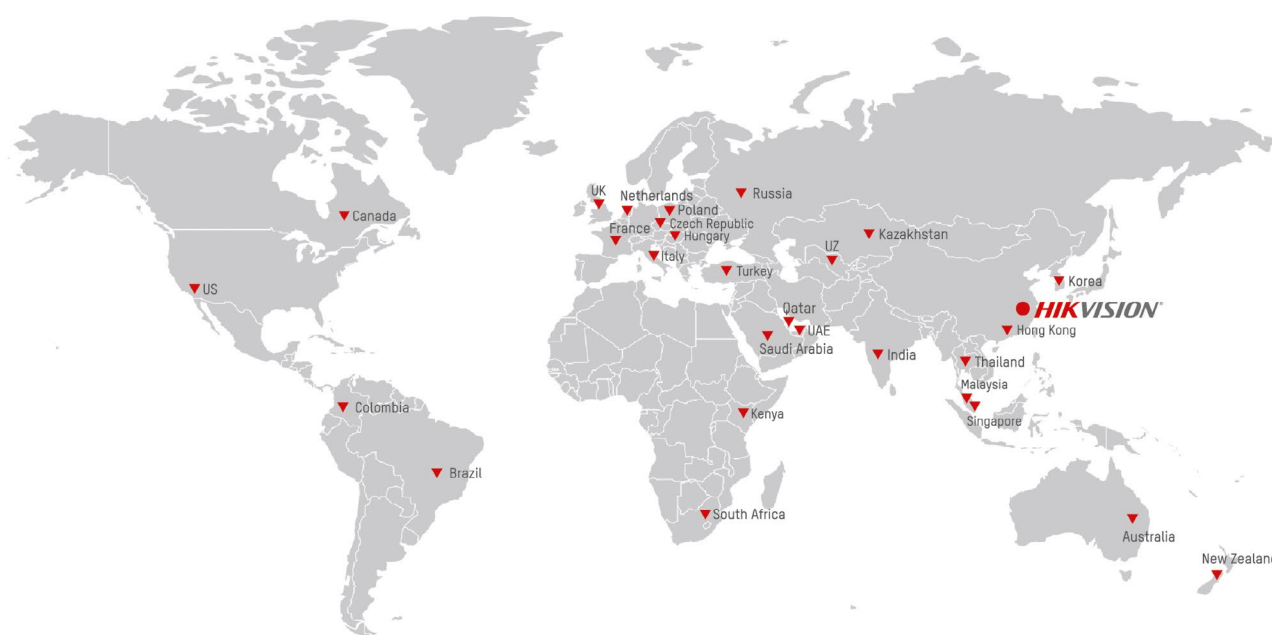 Russia
UK
Netherlands
Poland
Canada
Czech Republic
France
Hungary
Kazakhstan
UZ
Italy
Turkey
Korea
US
HIKVISION®
Qatar
UAE
Hong Kong
Saudi Arabia
India
Thailand
Malaysia
Colombia
Kenya
Singapore
Brazil
South Africa
Australia
New Zealand